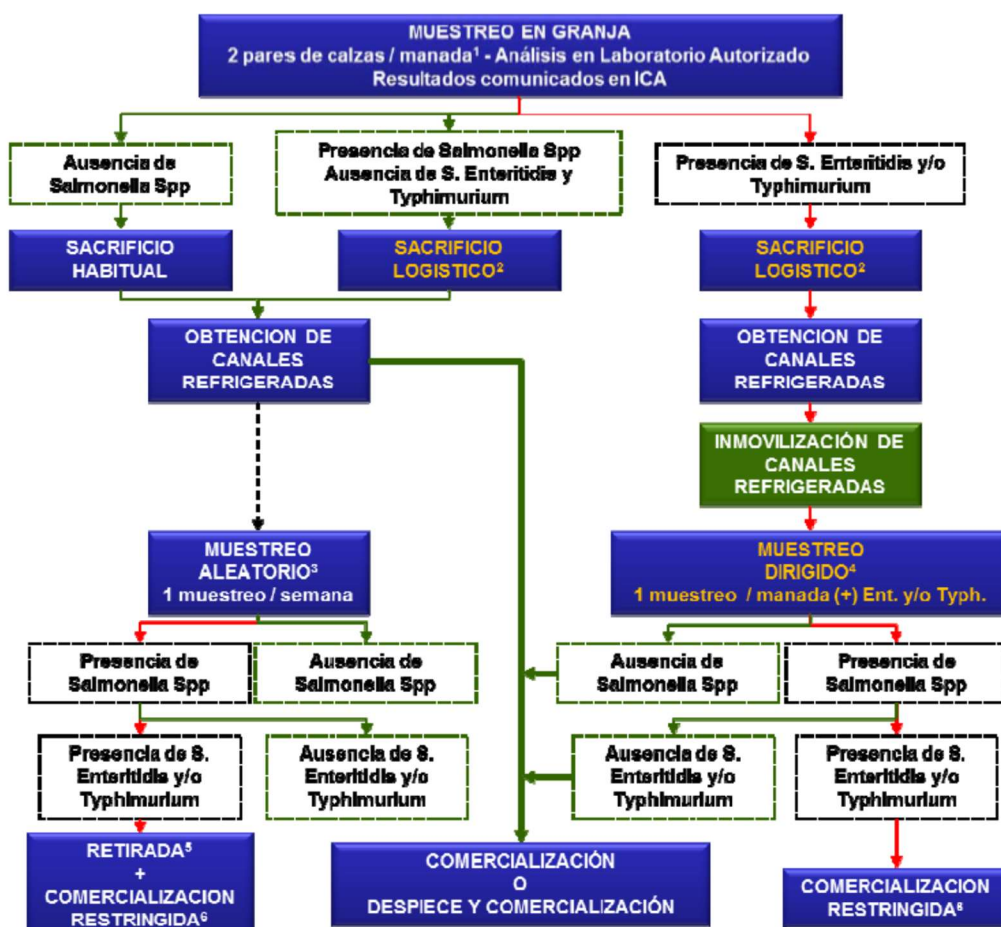 MUESTREO EN GRANJA
2 pares de calzas / manada¹ - Análisis en Laboratorio Autorizado
Resultados comunicados en ICA
Ausencia de
Salmonella Spp
Presencia de Salmonella Spp
Ausencia de S. Enteritidis y
Typhimurium
Presencia de S. Enteritidis y/o
Typhimurium
SACRIFICIO
HABITUAL
SACRIFICIO
LOGISTICO²
SACRIFICIO
LOGISTICO²
OBTENCION DE
CANALES
REFRIGERADAS
OBTENCION DE
CANALES
REFRIGERADAS
INMOVILIZACIÓN DE
CANALES
REFRIGERADAS
MUESTREO
ALEATORIO³
1 muestreo / semana
MUESTREO
DIRIGIDO⁴
1 muestreo / manada (+) Ent. y/o Typh.
Presencia de
Salmonella Spp
Ausencia de
Salmonella Spp
Ausencia de
Salmonella Spp
Presencia de
Salmonella Spp
Presencia de S.
Enteritidis y/o
Typhimurium
Ausencia de S.
Enteritidis y/o
Typhimurium
Ausencia de S.
Enteritidis y/o
Typhimurium
Presencia de S.
Enteritidis y/o
Typhimurium
RETIRADA⁵
+
COMERCIALIZACION
RESTRINGIDA⁶
COMERCIALIZACIÓN
O
DESPIECE Y COMERCIALIZACIÓN
COMERCIALIZACION
RESTRINGIDA⁶